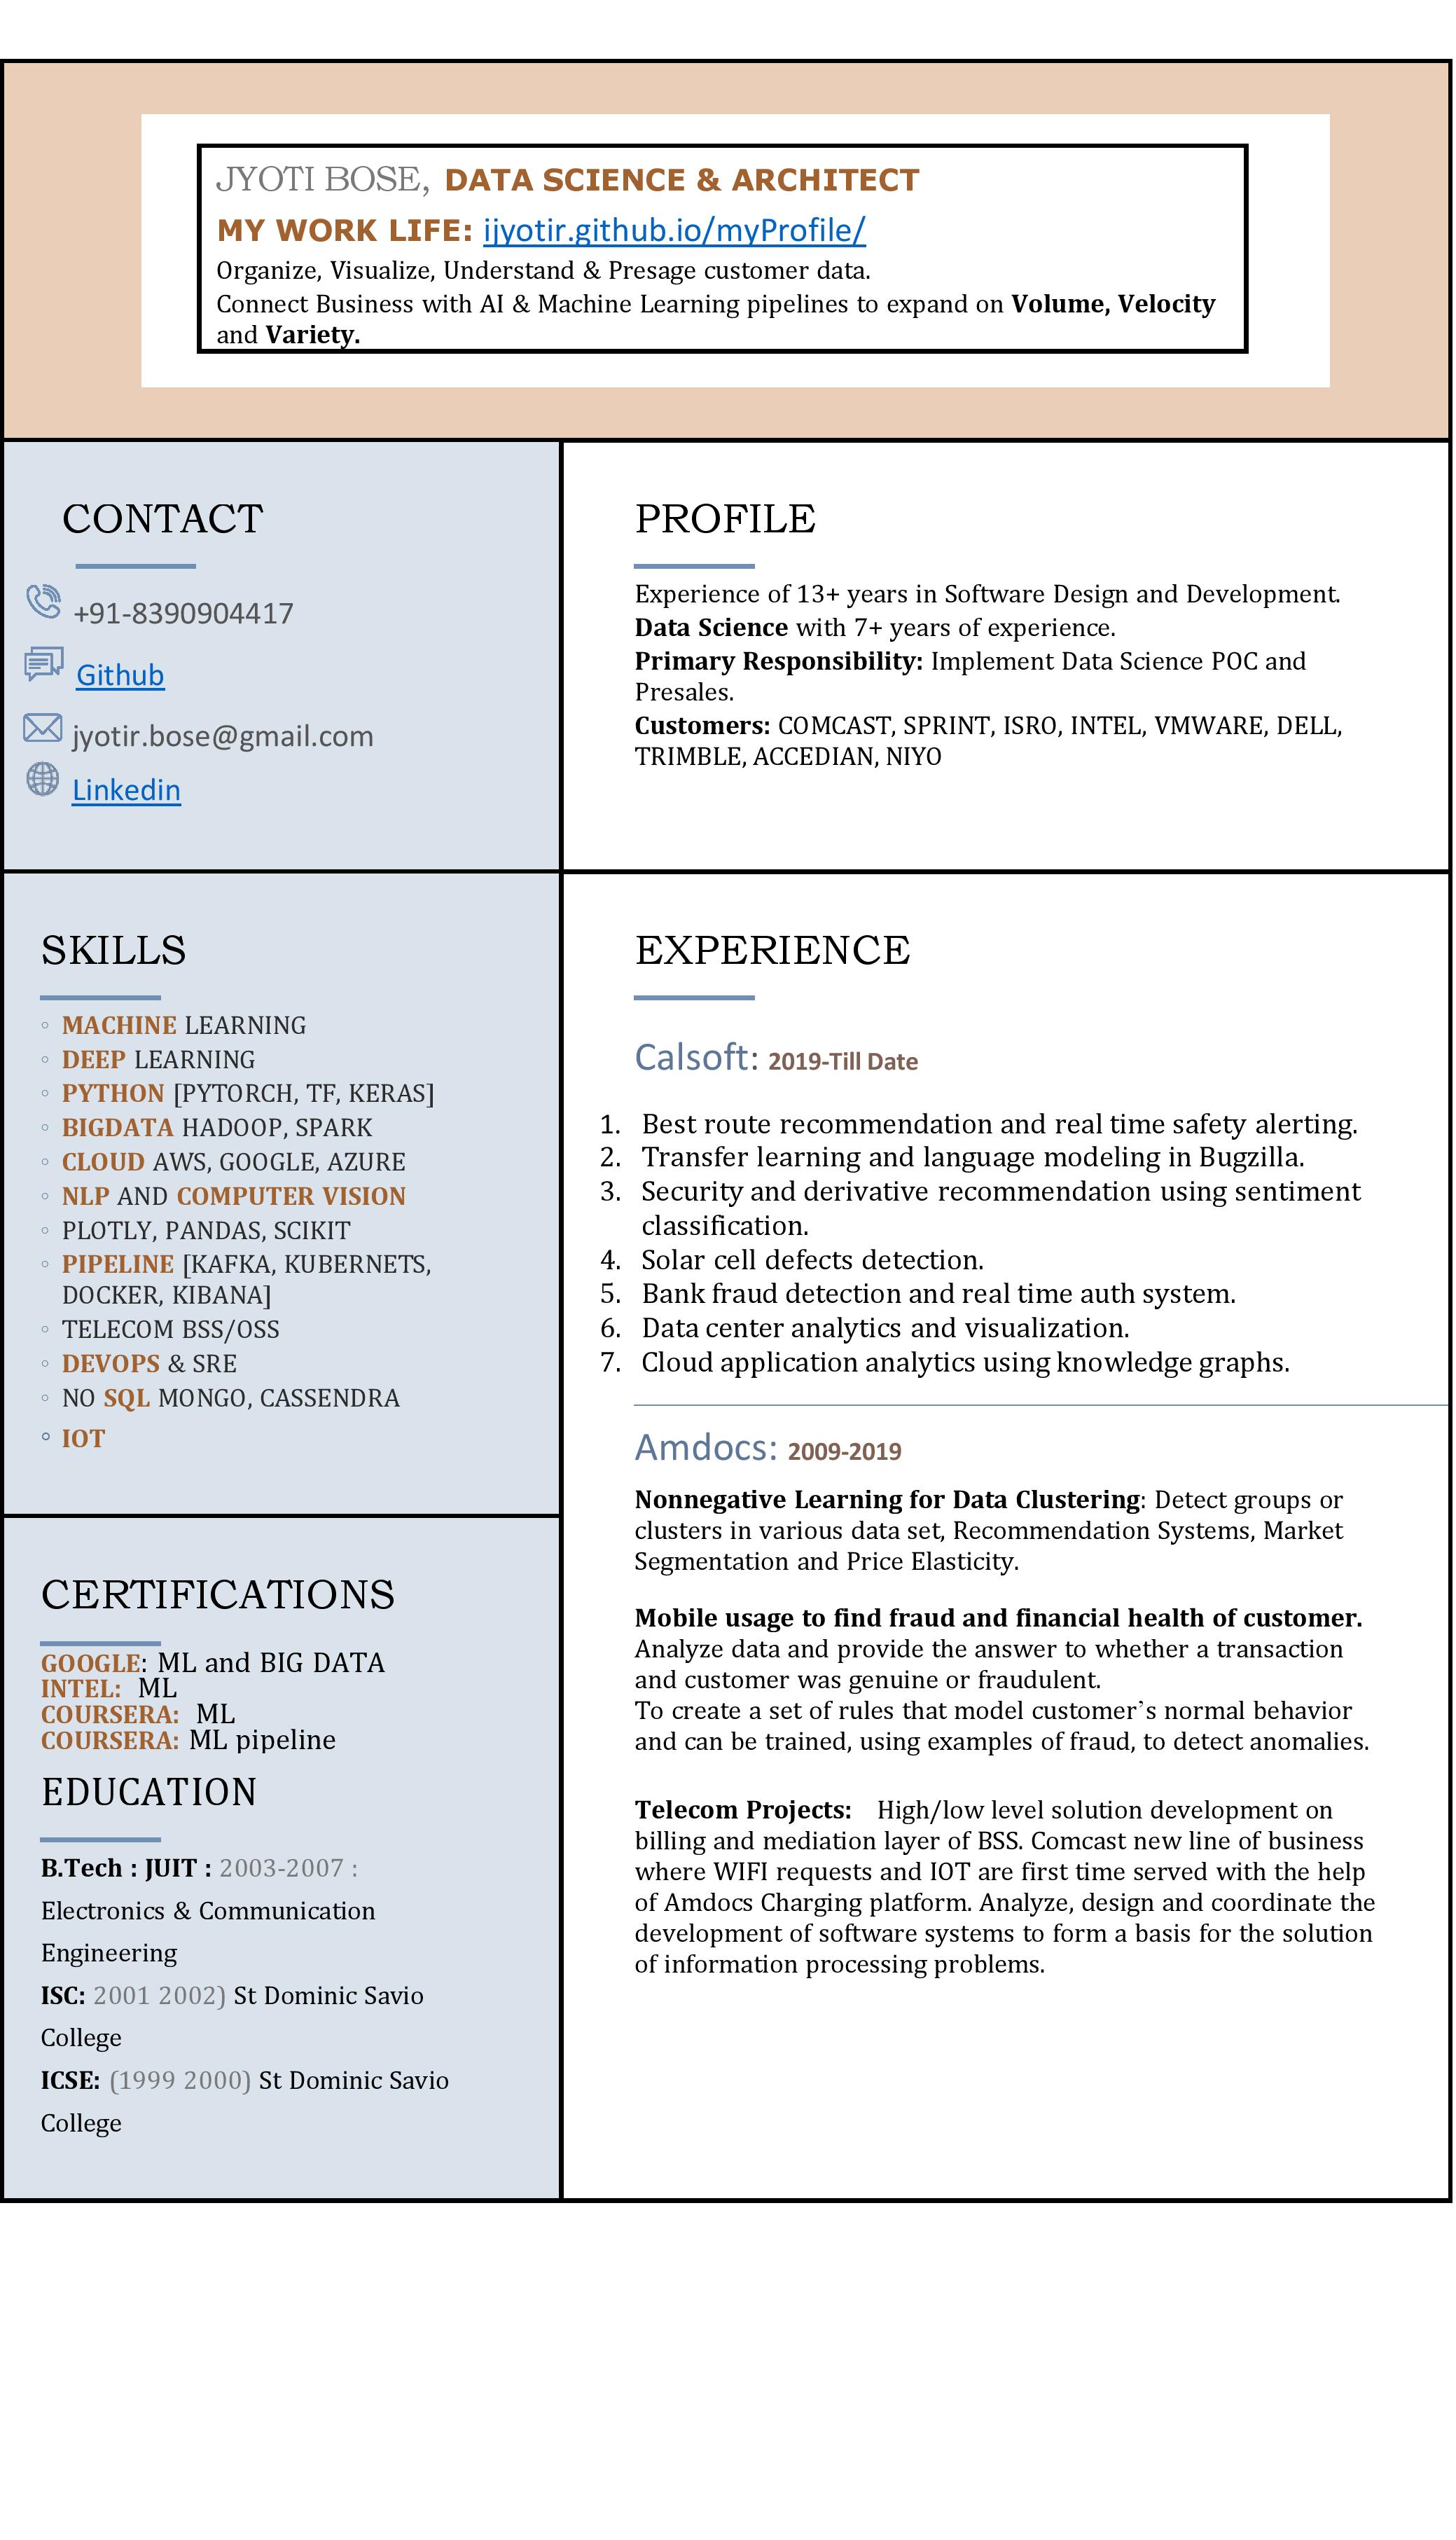 JYOTI BOSE, DATA SCIENCE & ARCHITECT
MY WORK LIFE: ijyotir.github.io/myProfile/
Organize, Visualize, Understand & Presage customer data.
Connect Business with AI & Machine Learning pipelines to expand on Volume, Velocity
and Variety.
CONTACT
+91-8390904417
Github
jyotir.bose@gmail.com
Linkedin
PROFILE
Experience of 13+ years in Software Design and Development.
Data Science with 7+ years of experience.
Primary Responsibility: Implement Data Science POC and
Presales.
Customers: COMCAST, SPRINT, ISRO, INTEL, VMWARE, DELL,
TRIMBLE, ACCEDIAN, NIYO
SKILLS
◦ MACHINE LEARNING
◦ DEEP LEARNING
◦ PYTHON [PYTORCH, TF, KERAS]
◦ BIGDATA HADOOP, SPARK
◦ CLOUD AWS, GOOGLE, AZURE
◦ NLP AND COMPUTER VISION
◦ PLOTLY, PANDAS, SCIKIT
◦ PIPELINE [KAFKA, KUBERNETS,
DOCKER, KIBANA]
◦ TELECOM BSS/OSS
◦ DEVOPS & SRE
◦ NO SQL MONGO, CASSENDRA
◦ IOT
CERTIFICATIONS
GOOGLE: ML and BIG DATA
INTEL: ML
COURSERA: ML
COURSERA: ML pipeline
EDUCATION
B.Tech : JUIT : 2003-2007 :
Electronics & Communication
Engineering
ISC: 2001 2002) St Dominic Savio
College
ICSE: (1999 2000) St Dominic Savio
College
EXPERIENCE
Calsoft: 2019-Till Date
1. Best route recommendation and real time safety alerting.
2. Transfer learning and language modeling in Bugzilla.
3. Security and derivative recommendation using sentiment
classification.
4. Solar cell defects detection.
5. Bank fraud detection and real time auth system.
6. Data center analytics and visualization.
7. Cloud application analytics using knowledge graphs.
Amdocs: 2009-2019
Nonnegative Learning for Data Clustering: Detect groups or
clusters in various data set, Recommendation Systems, Market
Segmentation and Price Elasticity.
Mobile usage to find fraud and financial health of customer.
Analyze data and provide the answer to whether a transaction
and customer was genuine or fraudulent.
To create a set of rules that model customer’s normal behavior
and can be trained, using examples of fraud, to detect anomalies.
Telecom Projects: High/low level solution development on
billing and mediation layer of BSS. Comcast new line of business
where WIFI requests and IOT are first time served with the help
of Amdocs Charging platform. Analyze, design and coordinate the
development of software systems to form a basis for the solution
of information processing problems.